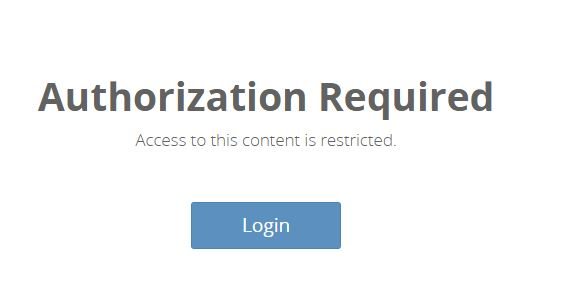 Authorization Required
Access to this content is restricted.
Login